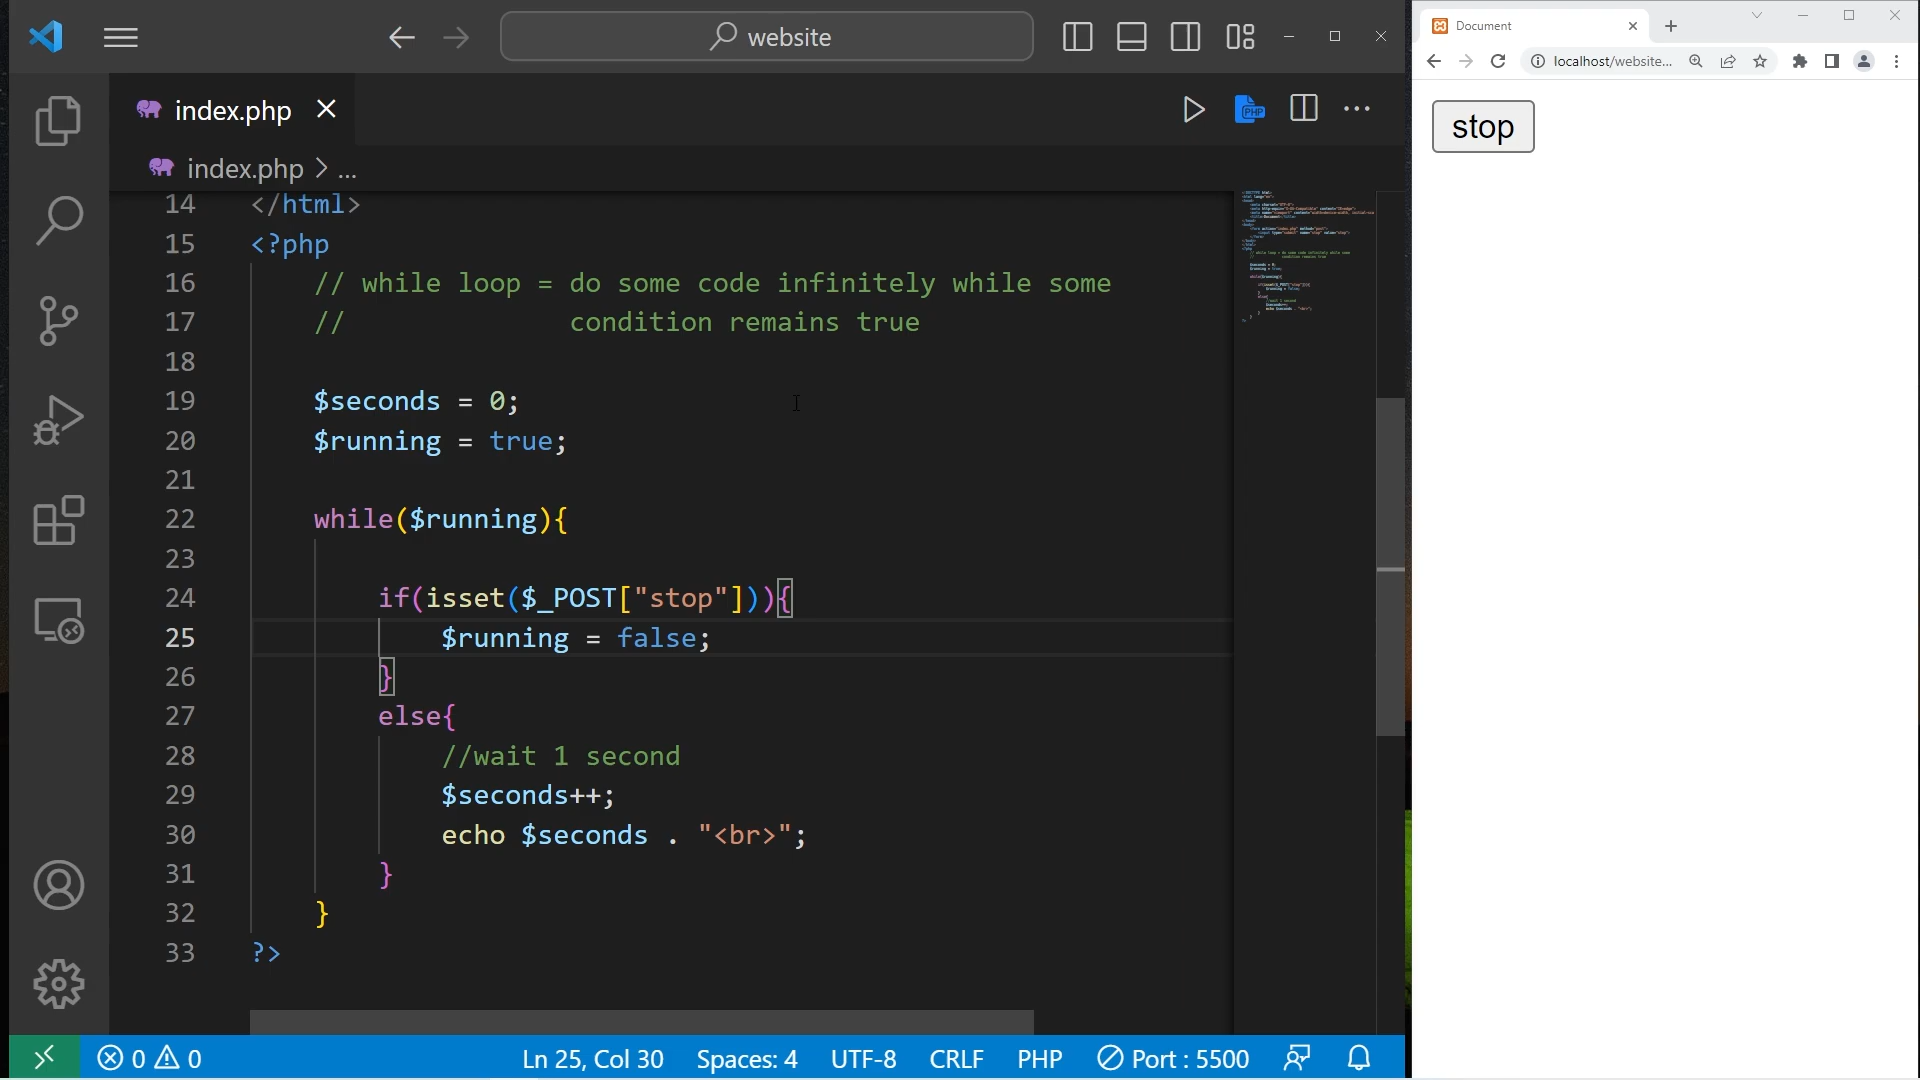 website
index.php
index.php > ...
14 </html>
15 <?php
16 // while loop = do some code infinitely while some
17 // condition remains true
18
19 $seconds = 0;
20 $running = true;
21
22 while($running){
23
24 if(isset($_POST["stop"])){
25 $running = false;
26 }
27 else{
28 //wait 1 second
29 $seconds++;
30 echo $seconds . "<br>";
31 }
32 }
33 ?>
0 0 Ln 25, Col 30 Spaces: 4 UTF-8 CRLF PHP Port : 5500
Document
localhost/website...
stop